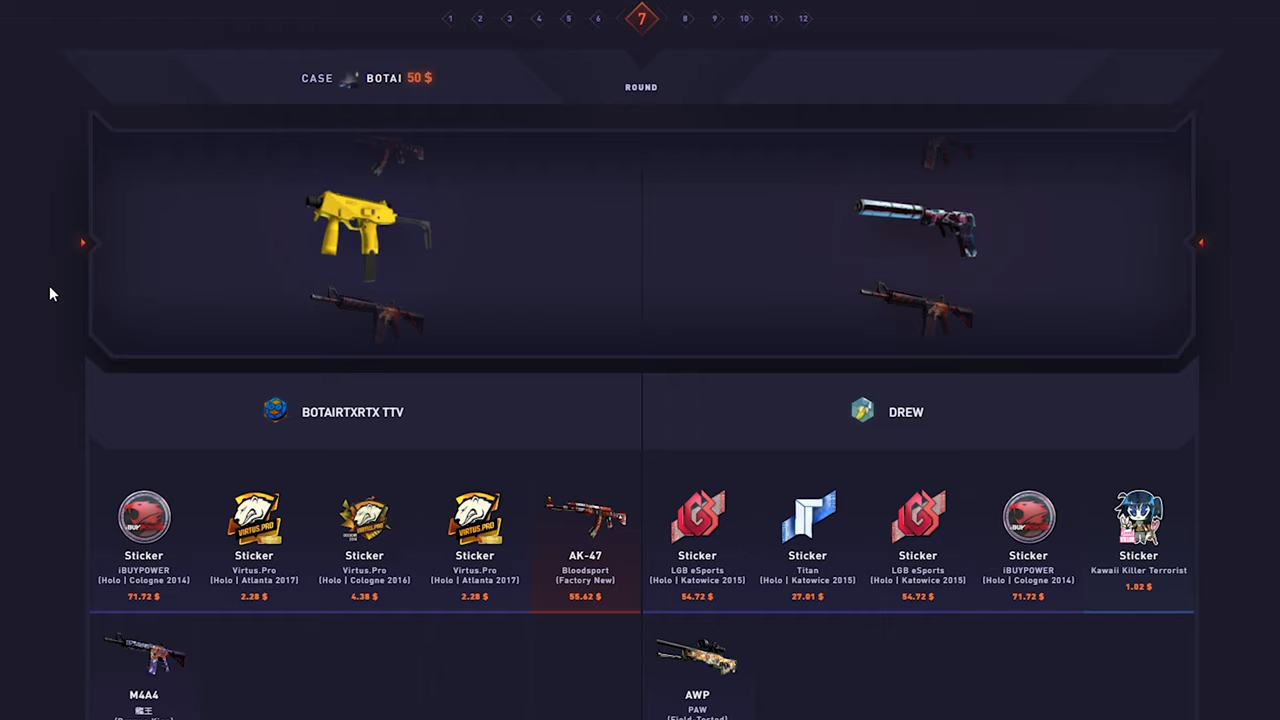 1 2 3 4 5 6 7 8 9 10 11 12
CASE BOTAI 50 $
ROUND
BOTAIRTXRTX TTV
DREW
Sticker
iBUYPOWER
(Holo | Cologne 2014)
71.72 $
Sticker
Virtus.Pro
(Holo | Atlanta 2017)
2.28 $
Sticker
Virtus.Pro
(Holo | Cologne 2016)
4.38 $
Sticker
Virtus.Pro
(Holo | Atlanta 2017)
2.28 $
AK-47
Bloodsport
(Factory New)
55.62 $
Sticker
LGB eSports
(Holo | Katowice 2015)
54.72 $
Sticker
Titan
(Holo | Katowice 2015)
27.01 $
Sticker
LGB eSports
(Holo | Katowice 2015)
54.72 $
Sticker
iBUYPOWER
(Holo | Cologne 2014)
71.72 $
Sticker
Kawaii Killer Terrorist
1.02 $
M4A4
龍王
AWP
PAW
(Field-Tested)